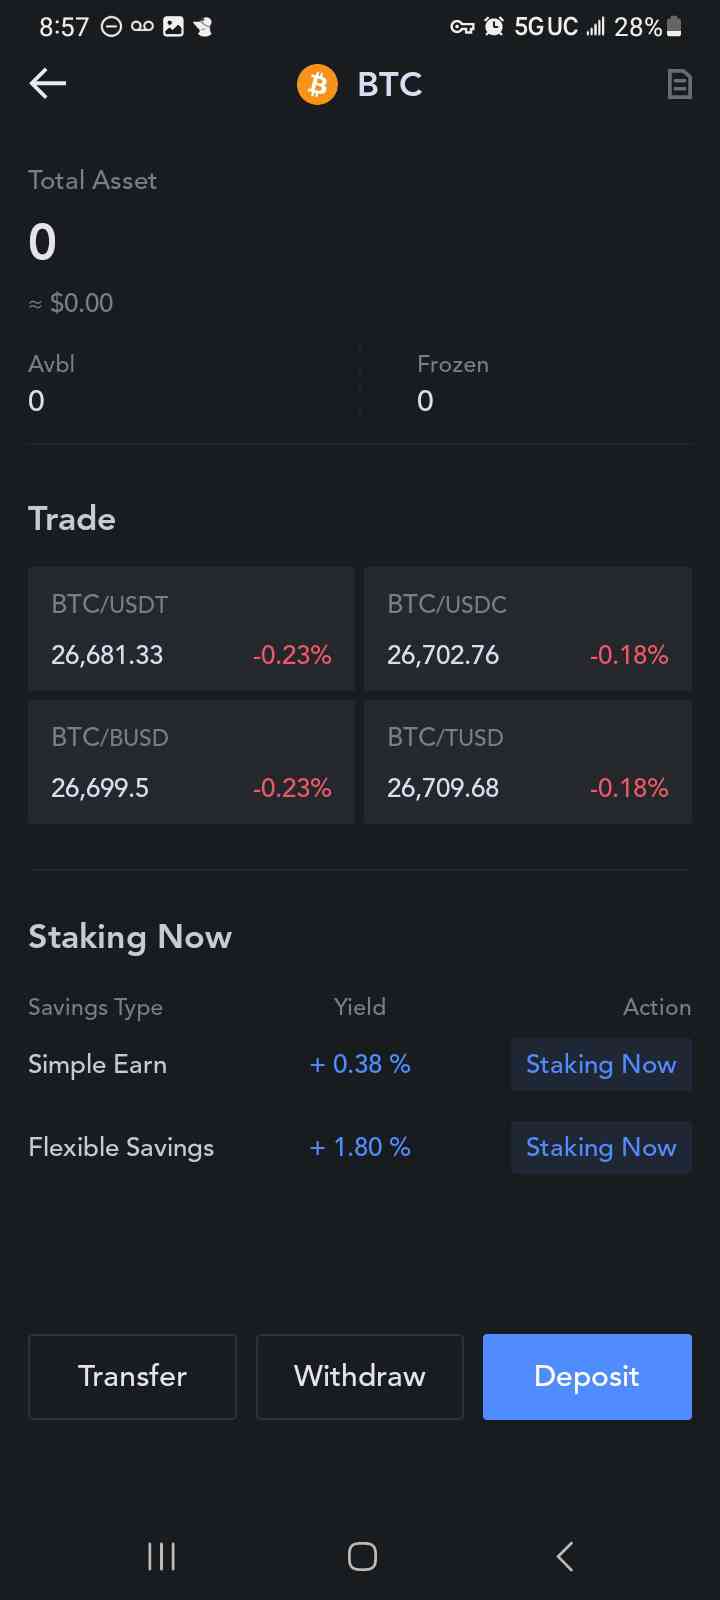 8:57 5G UC 28%
BTC
Total Asset
0
≈ $0.00
Avbl Frozen
0 0
Trade
BTC/USDT BTC/USDC
26,681.33 -0.23% 26,702.76 -0.18%
BTC/BUSD BTC/TUSD
26,699.5 -0.23% 26,709.68 -0.18%
Staking Now
Savings Type Yield Action
Simple Earn + 0.38 % Staking Now
Flexible Savings + 1.80 % Staking Now
Transfer Withdraw Deposit